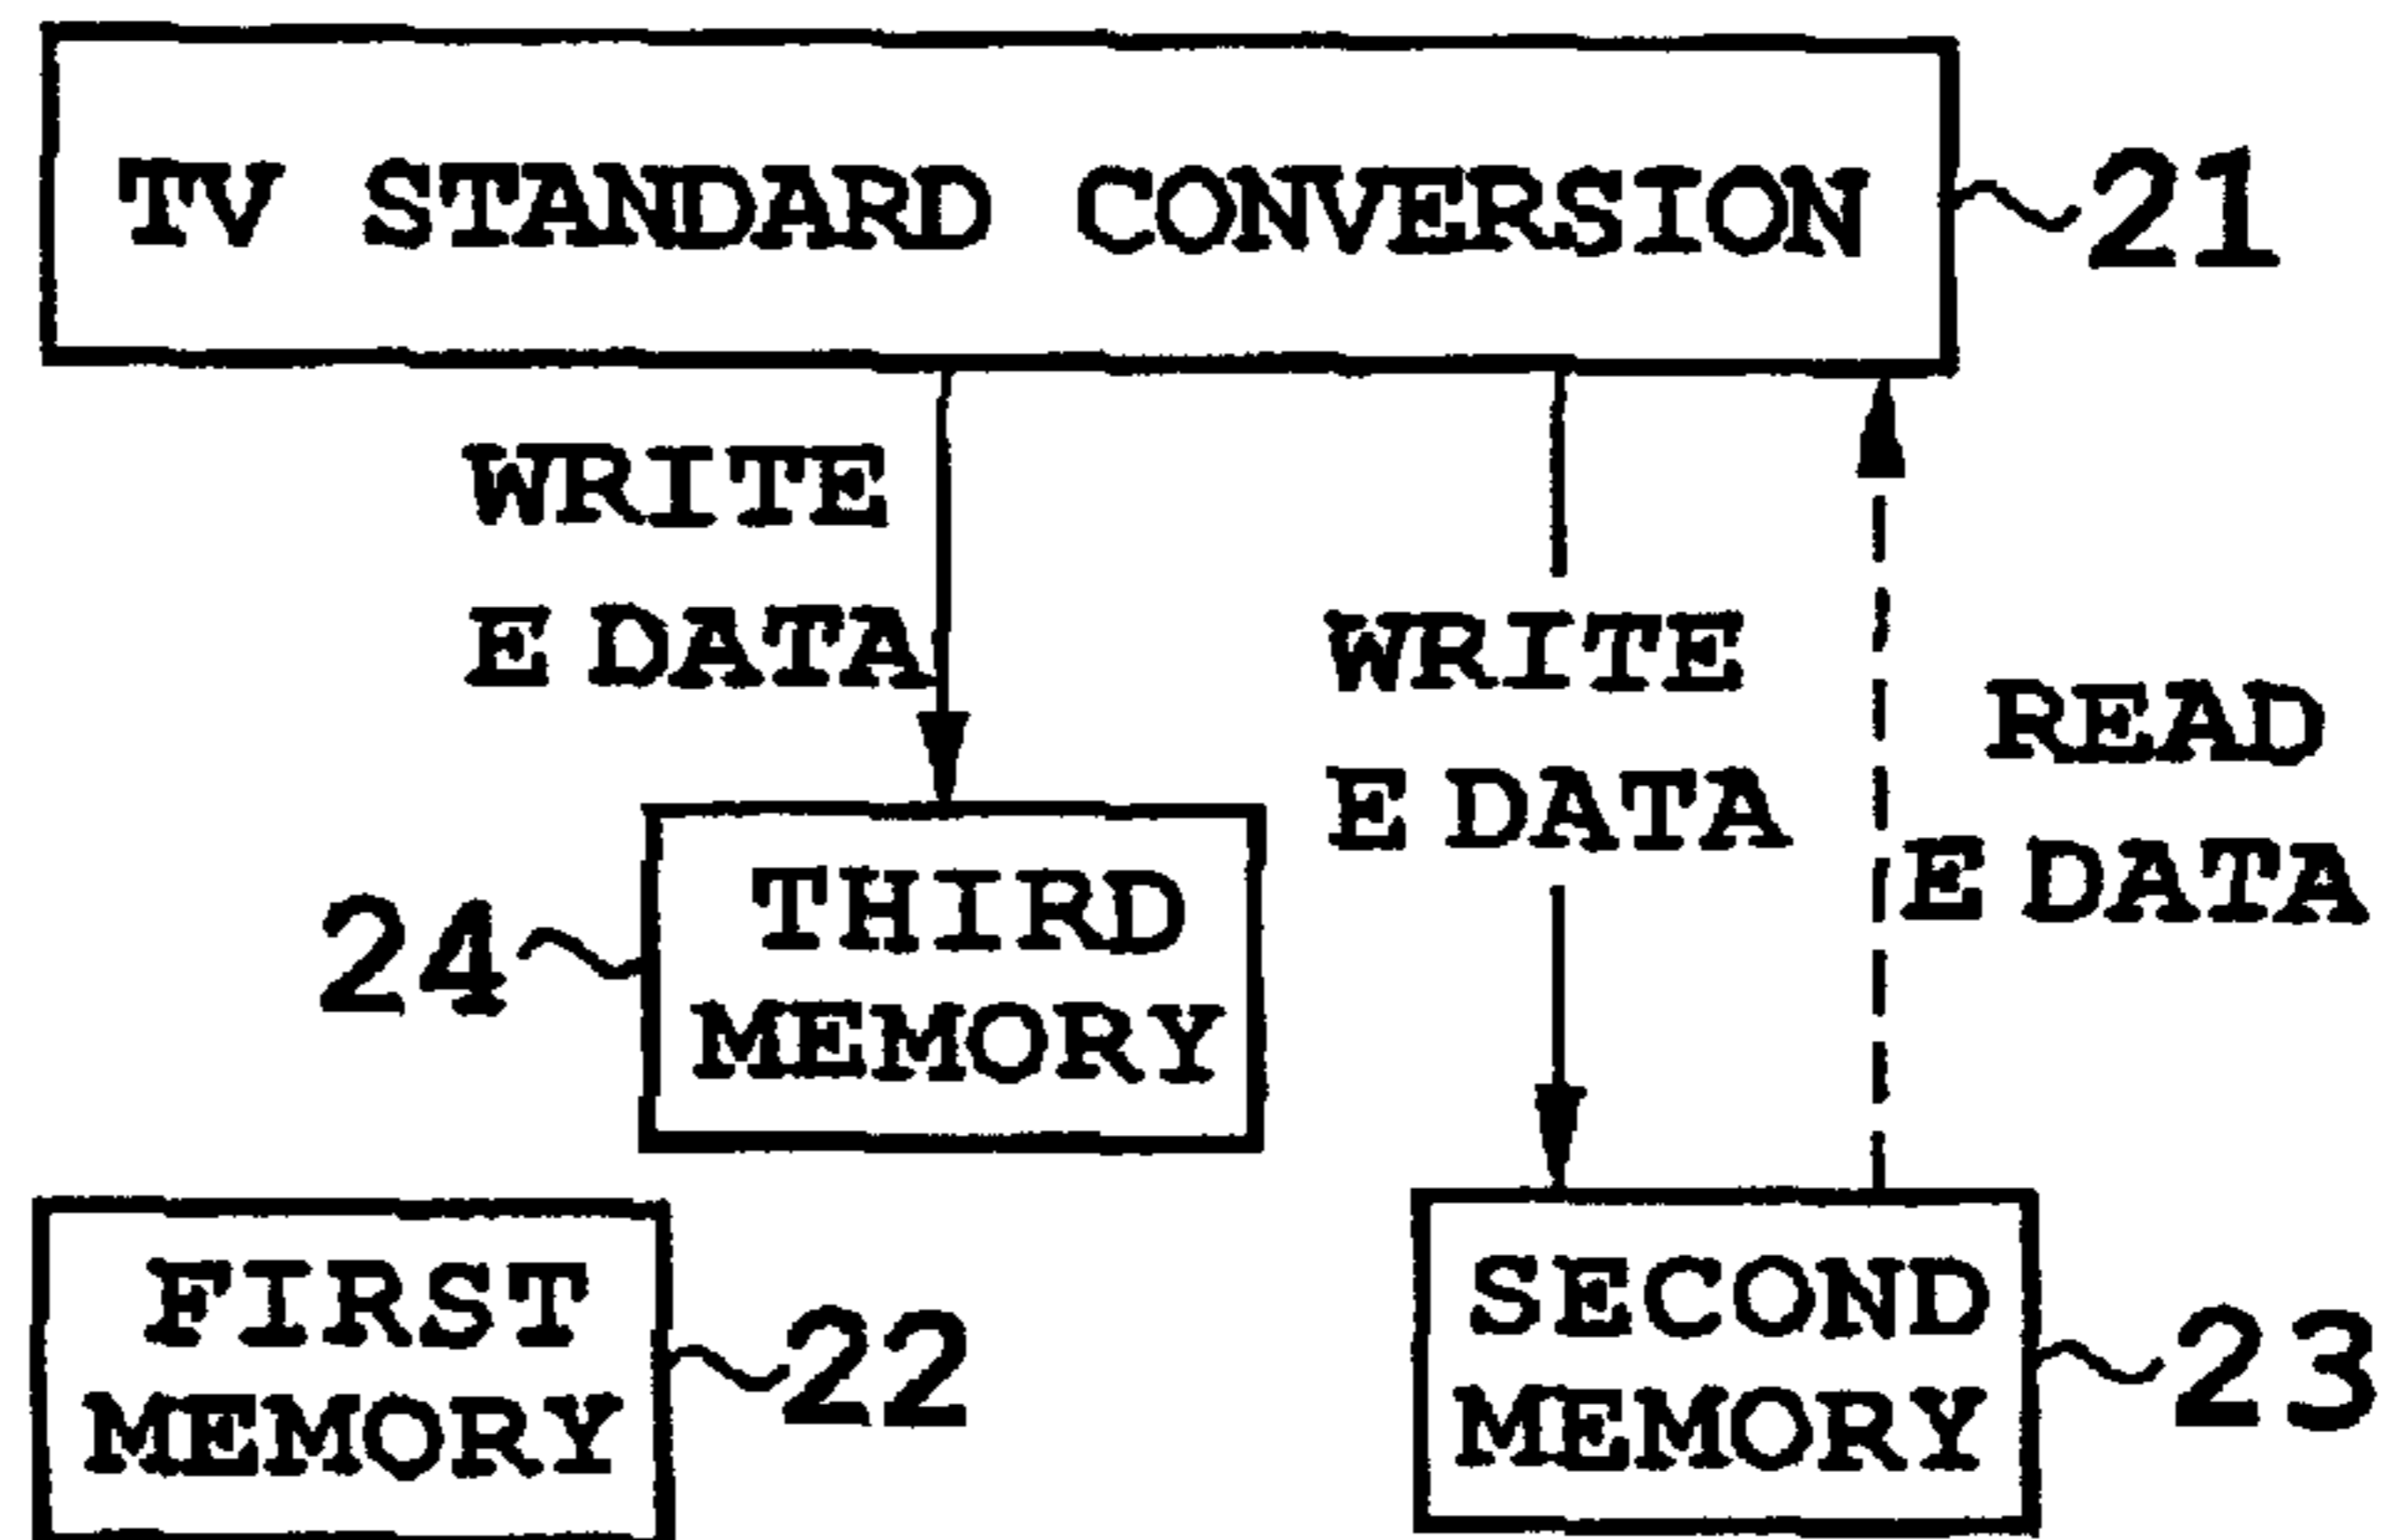 TV STANDARD CONVERSION 21
WRITE
E DATA
WRITE
E DATA
READ
E DATA
24
THIRD
MEMORY
FIRST
MEMORY
22
SECOND
MEMORY
23